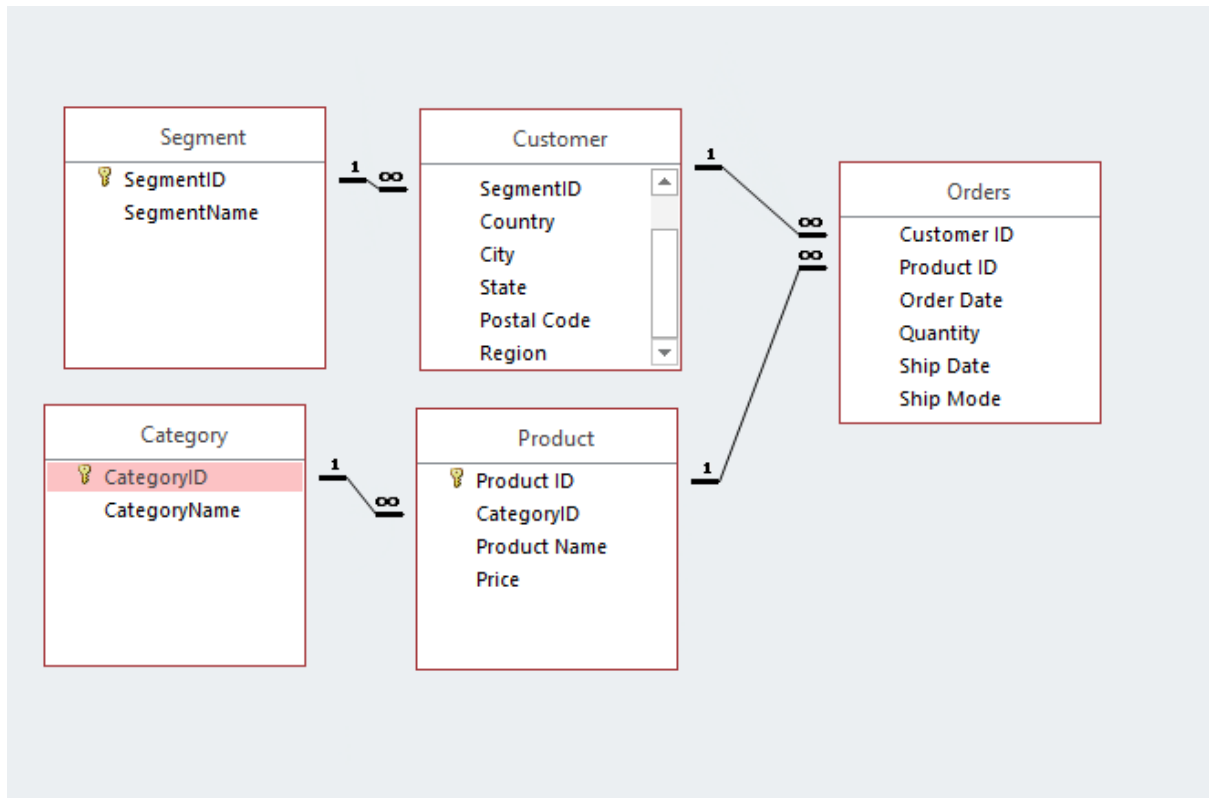 Segment
SegmentID
SegmentName
1
∞
Customer
SegmentID
Country
City
State
Postal Code
Region
1
∞
∞
Orders
Customer ID
Product ID
Order Date
Quantity
Ship Date
Ship Mode
Category
CategoryID
CategoryName
1
∞
Product
Product ID
CategoryID
Product Name
Price
1